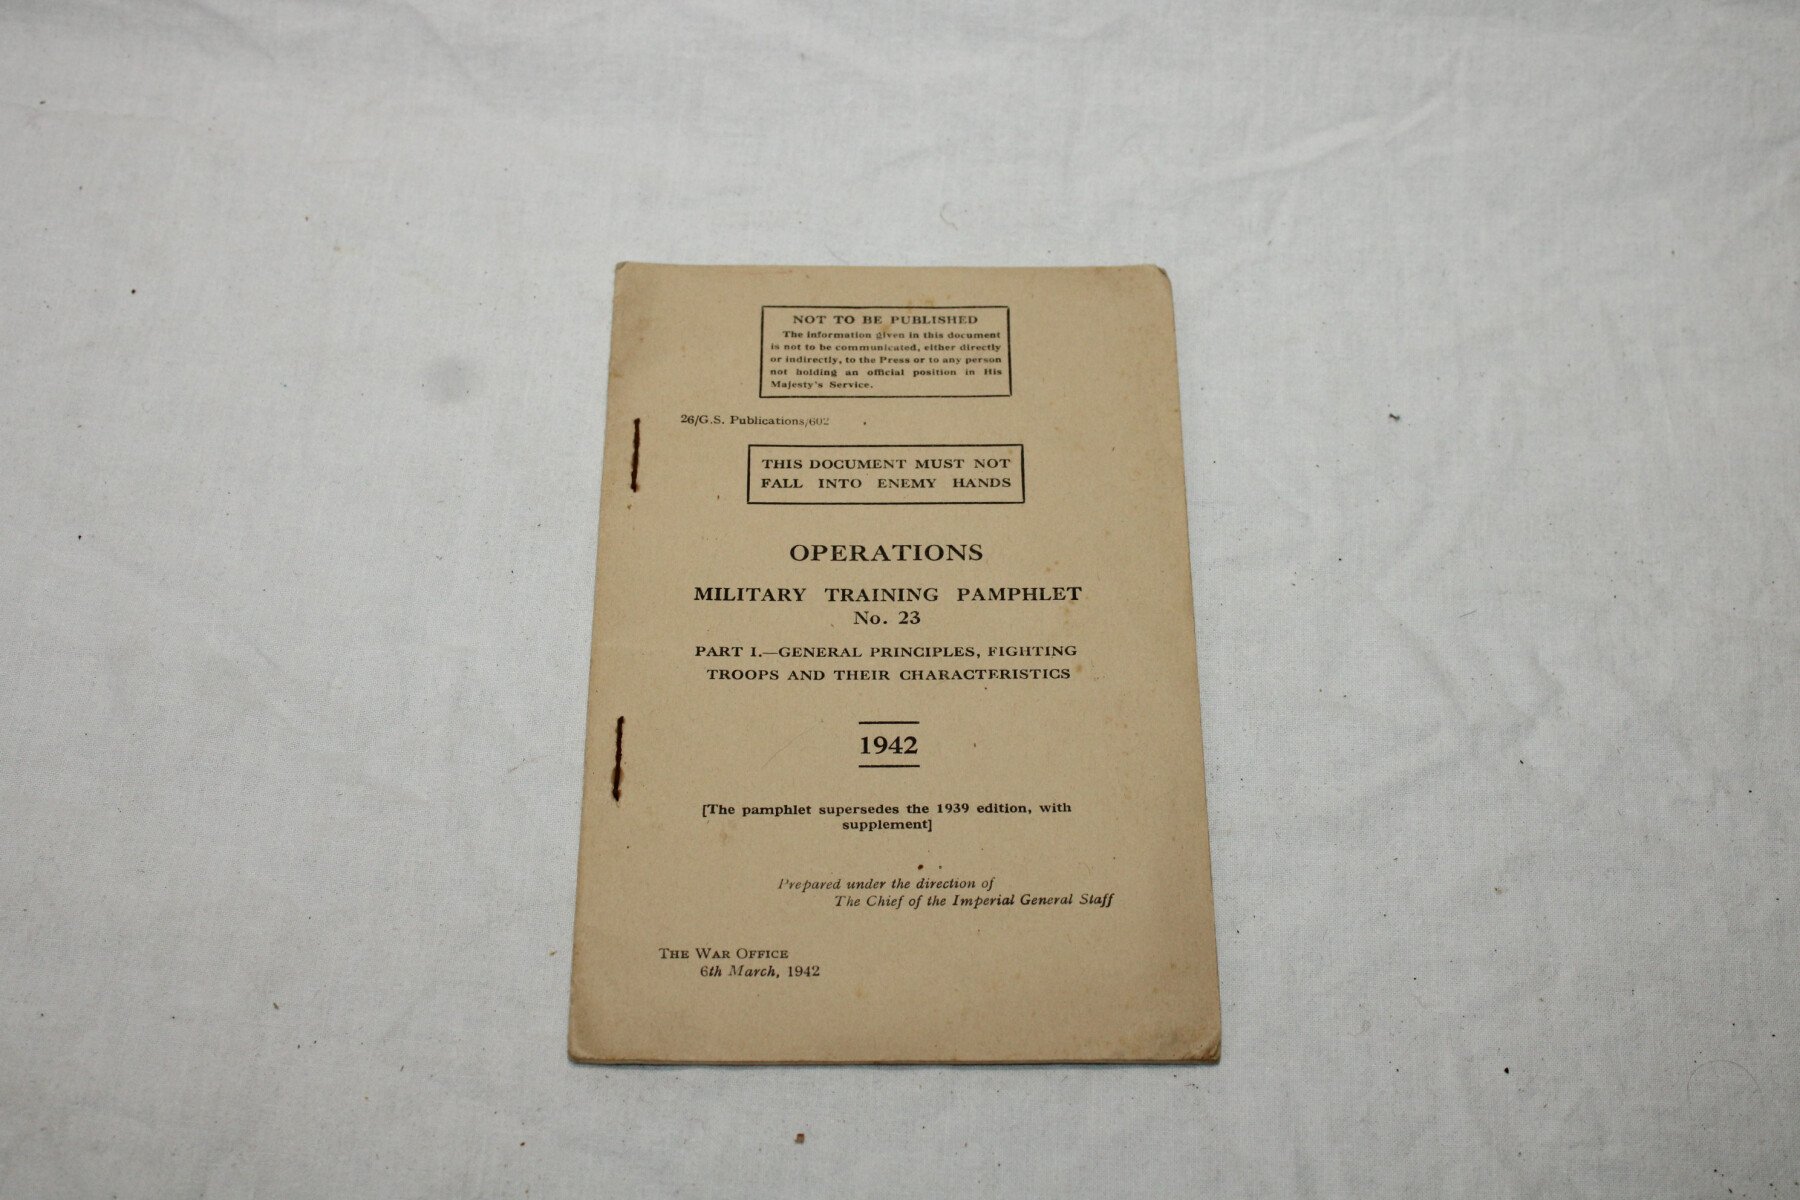 NOT TO BE PUBLISHED
The information given in this document
is not to be communicated, either directly
or indirectly, to the Press or to any person
not holding an official position in His
Majesty's Service.
26/G.S. Publications/602
THIS DOCUMENT MUST NOT
FALL INTO ENEMY HANDS
OPERATIONS
MILITARY TRAINING PAMPHLET
No. 23
PART I.—GENERAL PRINCIPLES, FIGHTING
TROOPS AND THEIR CHARACTERISTICS
1942
[The pamphlet supersedes the 1939 edition, with
supplement]
Prepared under the direction of
The Chief of the Imperial General Staff
THE WAR OFFICE
6th March, 1942